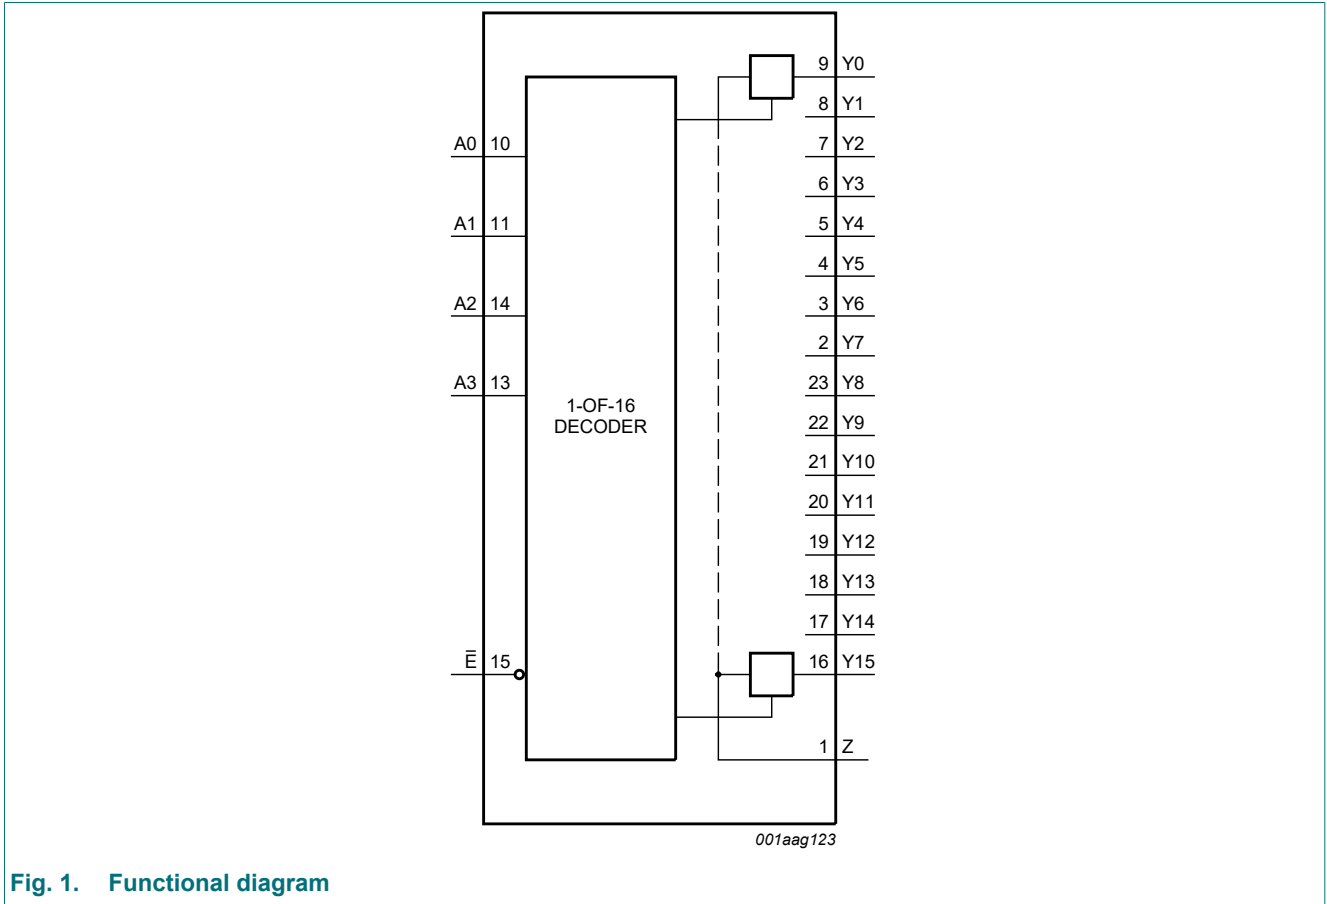 9 Y0
8 Y1
A0 10
7 Y2
6 Y3
A1 11
5 Y4
4 Y5
A2 14
3 Y6
2 Y7
A3 13
23 Y8
1-OF-16
DECODER
22 Y9
21 Y10
20 Y11
19 Y12
18 Y13
17 Y14
E̅ 15
16 Y15
1 Z
001aag123
Fig. 1. Functional diagram